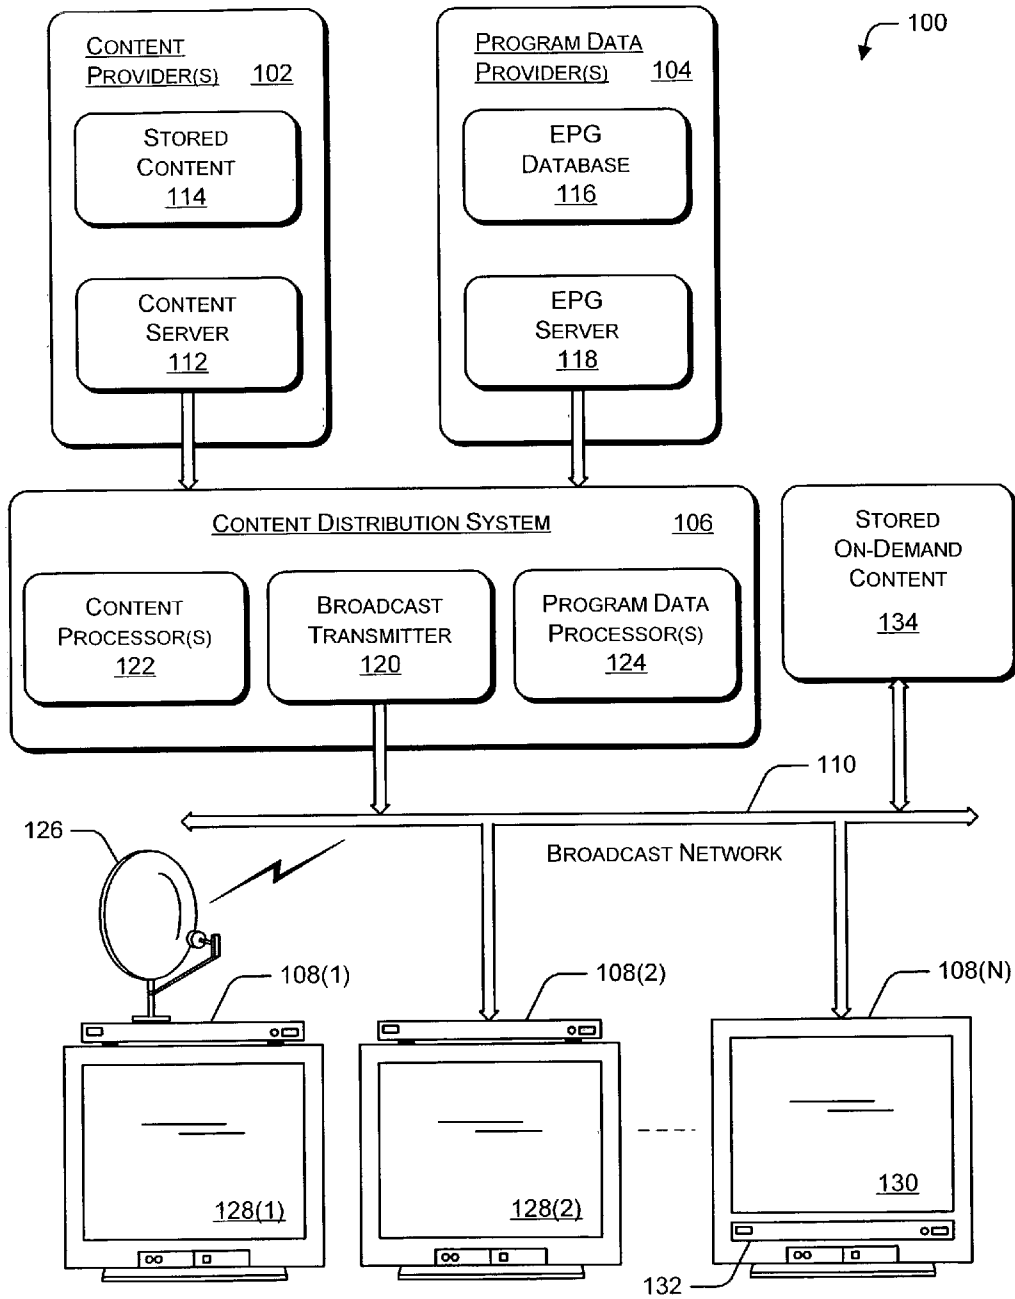 100
CONTENT
PROVIDER(S) 102
STORED
CONTENT
114
CONTENT
SERVER
112
PROGRAM DATA
PROVIDER(S) 104
EPG
DATABASE
116
EPG
SERVER
118
CONTENT DISTRIBUTION SYSTEM 106
CONTENT
PROCESSOR(S)
122
BROADCAST
TRANSMITTER
120
PROGRAM DATA
PROCESSOR(S)
124
STORED
ON-DEMAND
CONTENT
134
110
BROADCAST NETWORK
126
108(1)
108(2)
108(N)
128(1)
128(2)
130
132